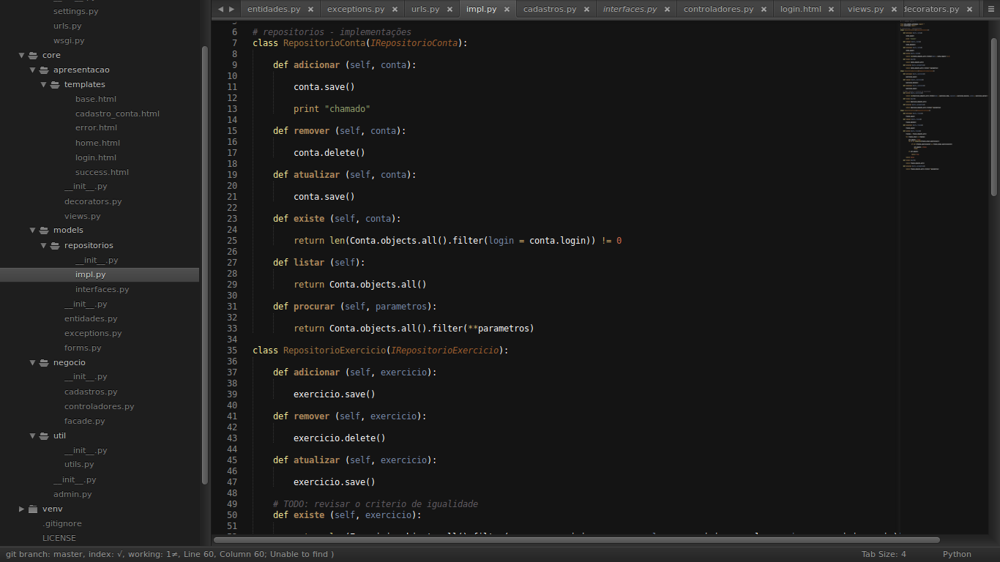 settings.py
urls.py
wsgi.py
core
apresentacao
templates
base.html
cadastro_conta.html
error.html
home.html
login.html
success.html
__init__.py
decorators.py
views.py
models
repositorios
__init__.py
impl.py
interfaces.py
__init__.py
entidades.py
exceptions.py
forms.py
negocio
__init__.py
cadastros.py
controladores.py
facade.py
util
__init__.py
utils.py
__init__.py
admin.py
venv
.gitignore
LICENSE
entidades.py × exceptions.py × urls.py × impl.py × cadastros.py × interfaces.py × controladores.py × login.html × views.py × decorators.py ×
6 # repositorios - implementações
7 class RepositorioConta(IRepositorioConta):
8
9 def adicionar (self, conta):
10
11 conta.save()
12
13 print "chamado"
14
15 def remover (self, conta):
16
17 conta.delete()
18
19 def atualizar (self, conta):
20
21 conta.save()
22
23 def existe (self, conta):
24
25 return len(Conta.objects.all().filter(login = conta.login)) != 0
26
27 def listar (self):
28
29 return Conta.objects.all()
30
31 def procurar (self, parametros):
32
33 return Conta.objects.all().filter(**parametros)
34
35 class RepositorioExercicio(IRepositorioExercicio):
36
37 def adicionar (self, exercicio):
38
39 exercicio.save()
40
41 def remover (self, exercicio):
42
43 exercicio.delete()
44
45 def atualizar (self, exercicio):
46
47 exercicio.save()
48
49 # TODO: revisar o criterio de igualidade
50 def existe (self, exercicio):
51
git branch: master, index: √, working: 1≠, Line 60, Column 60; Unable to find ) Tab Size: 4 Python